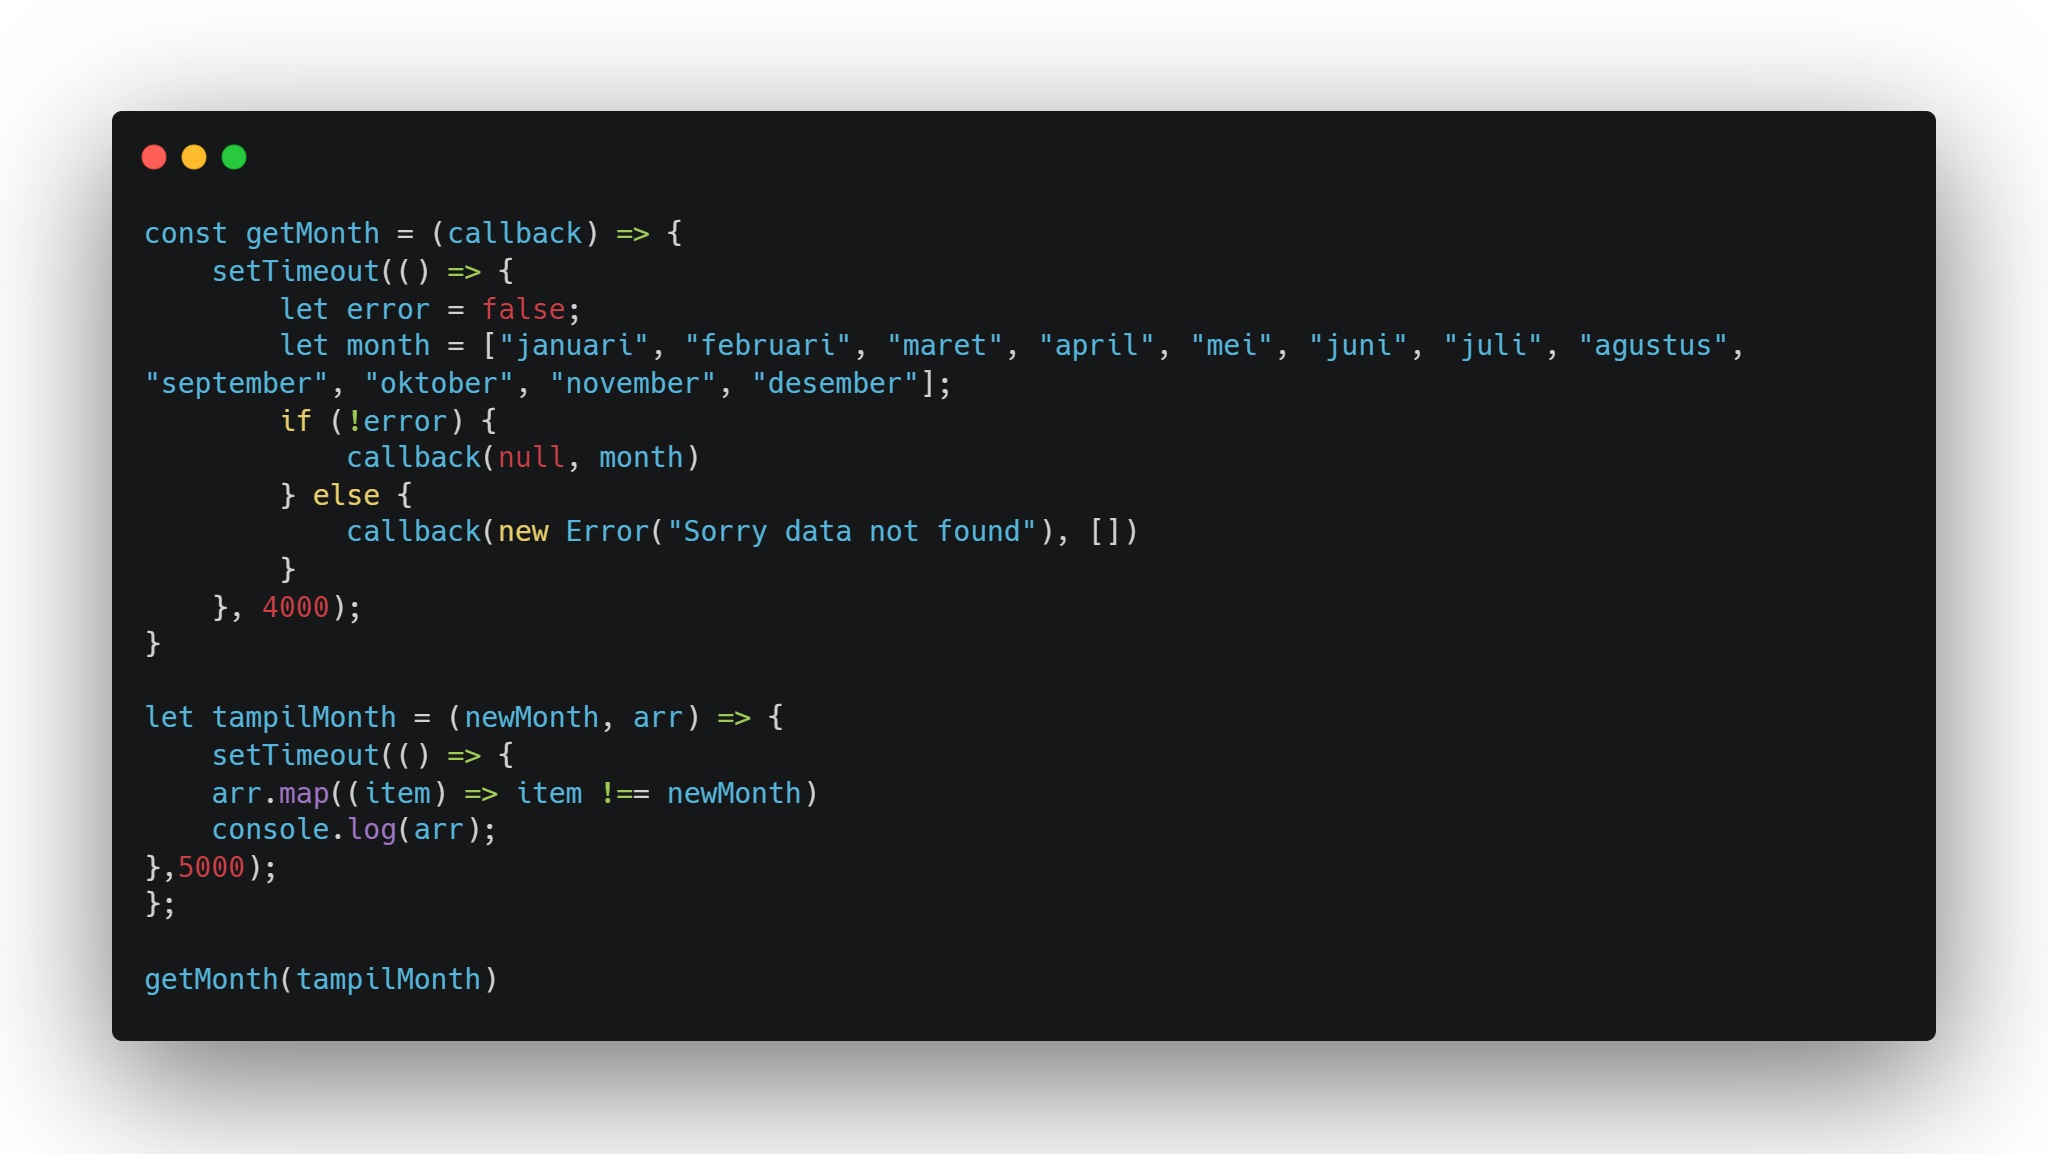 const getMonth = (callback) => {
    setTimeout(() => {
        let error = false;
        let month = ["januari", "februari", "maret", "april", "mei", "juni", "juli", "agustus",
"september", "oktober", "november", "desember"];
        if (!error) {
            callback(null, month)
        } else {
            callback(new Error("Sorry data not found"), [])
        }
    }, 4000);
}

let tampilMonth = (newMonth, arr) => {
    setTimeout(() => {
    arr.map((item) => item !== newMonth)
    console.log(arr);
},5000);
};

getMonth(tampilMonth)